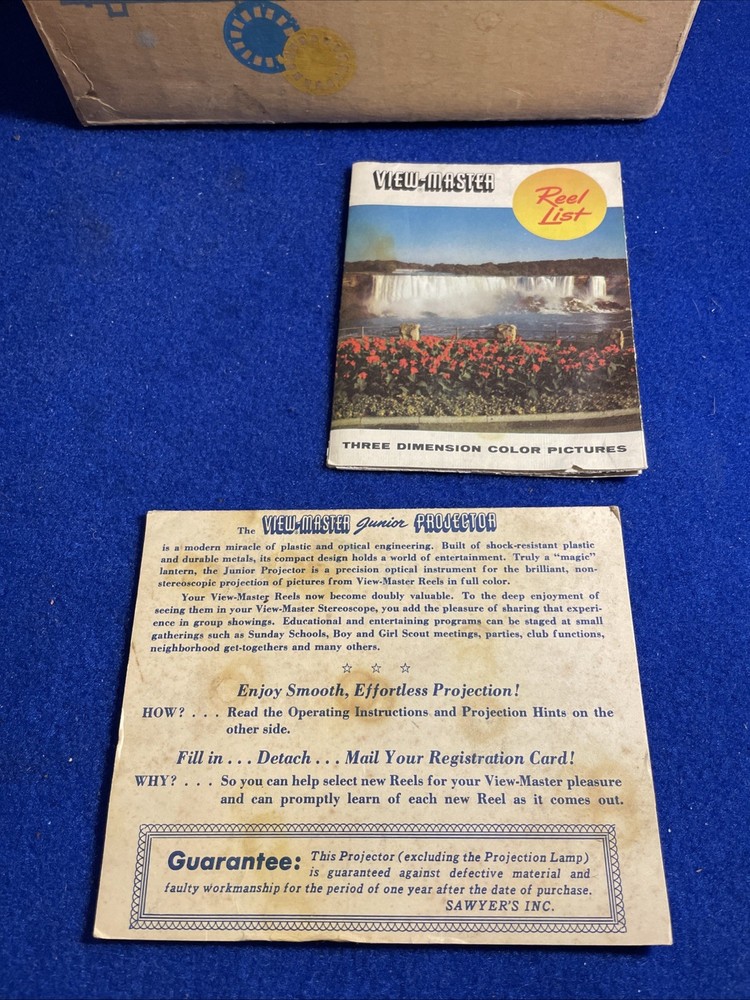 VIEW-MASTER
Reel
List
THREE DIMENSION COLOR PICTURES
The VIEW-MASTER Junior PROJECTOR
is a modern miracle of plastic and optical engineering. Built of shock-resistant plastic
and durable metals, its compact design holds a world of entertainment. Truly a "magic"
lantern, the Junior Projector is a precision optical instrument for the brilliant, non-
stereoscopic projection of pictures from View-Master Reels in full color.
Your View-Master Reels now become doubly valuable. To the deep enjoyment of
seeing them in your View-Master Stereoscope, you add the pleasure of sharing that experi-
ence in group showings. Educational and entertaining programs can be staged at small
gatherings such as Sunday Schools, Boy and Girl Scout meetings, parties, club functions,
neighborhood get-togethers and many others.
☆ ☆ ☆
Enjoy Smooth, Effortless Projection!
HOW? . . . Read the Operating Instructions and Projection Hints on the
other side.
Fill in . . . Detach . . . Mail Your Registration Card!
WHY? . . . So you can help select new Reels for your View-Master pleasure
and can promptly learn of each new Reel as it comes out.
Guarantee: This Projector (excluding the Projection Lamp)
is guaranteed against defective material and
faulty workmanship for the period of one year after the date of purchase.
SAWYER'S INC.